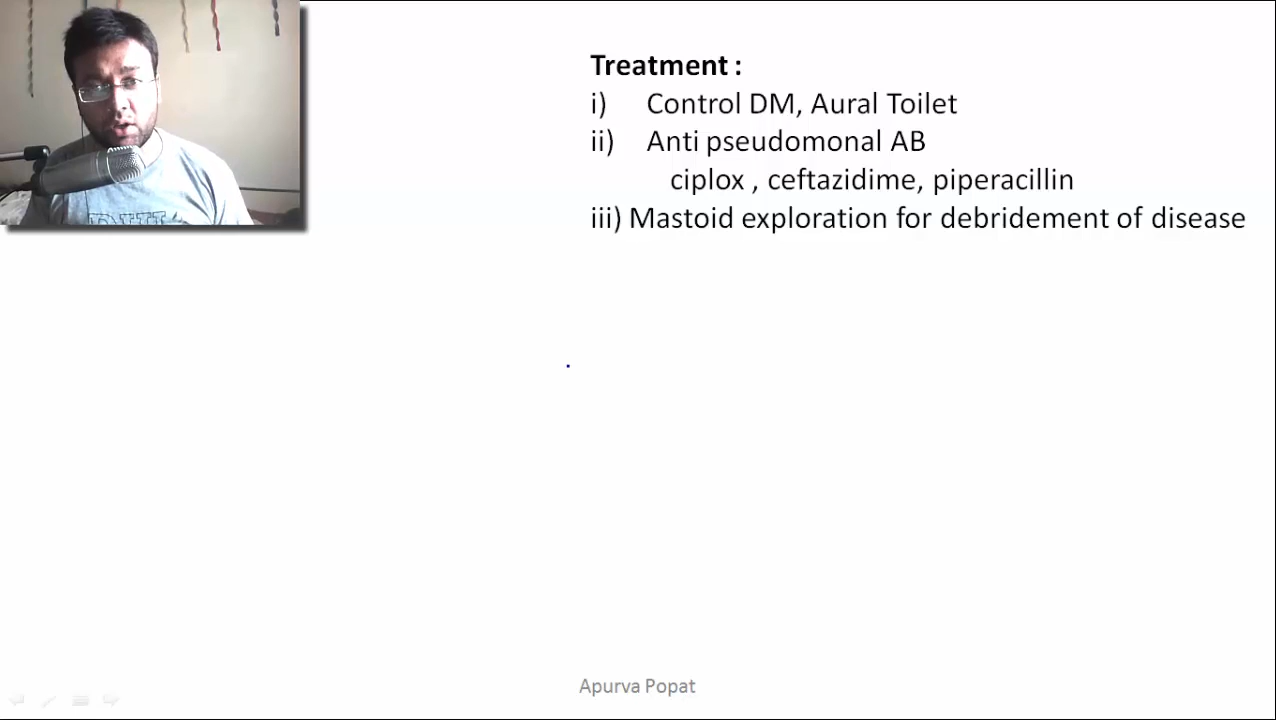 Treatment :
i) Control DM, Aural Toilet
ii) Anti pseudomonal AB
ciplox , ceftazidime, piperacillin
iii) Mastoid exploration for debridement of disease
Apurva Popat